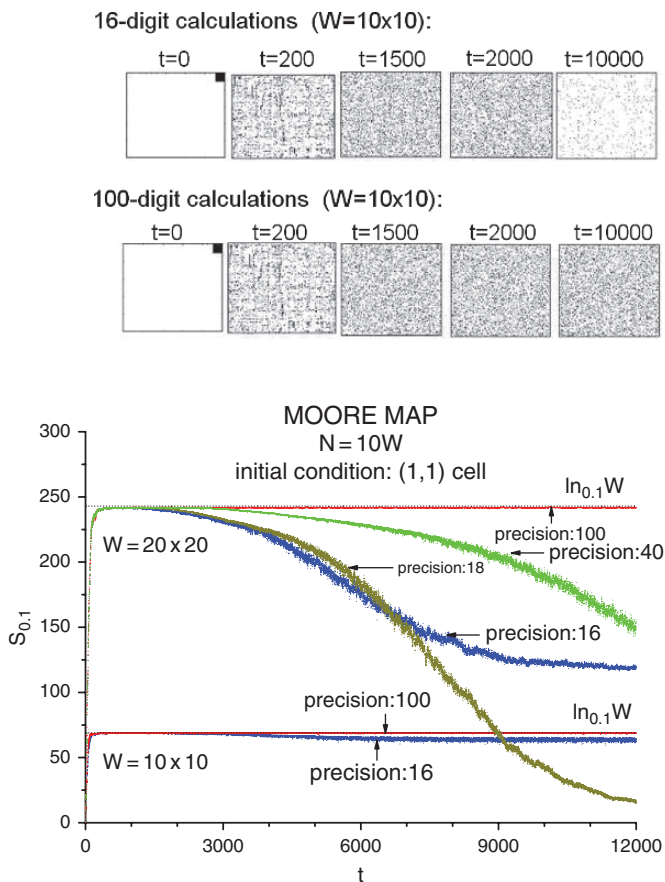 16-digit calculations (W=10x10):
t=0 t=200 t=1500 t=2000 t=10000
100-digit calculations (W=10x10):
t=0 t=200 t=1500 t=2000 t=10000
MOORE MAP
N = 10W
initial condition: (1,1) cell
300
ln0.1W
250
precision:100
precision:40
W = 20 x 20
precision:18
200
S0.1
150
precision:16
100
precision:100
ln0.1W
50
W = 10 x 10
precision:16
0
0 3000 6000 9000 12000
t